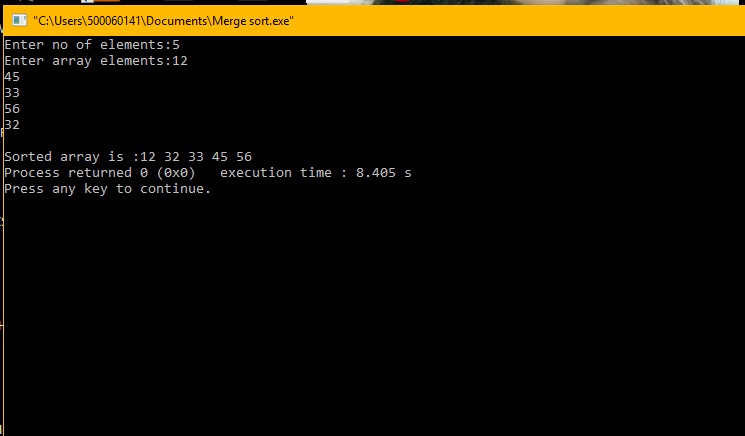 "C:\Users\500060141\Documents\Merge sort.exe"
Enter no of elements:5
Enter array elements:12
45
33
56
32
Sorted array is :12 32 33 45 56
Process returned 0 (0x0)   execution time : 8.405 s
Press any key to continue.